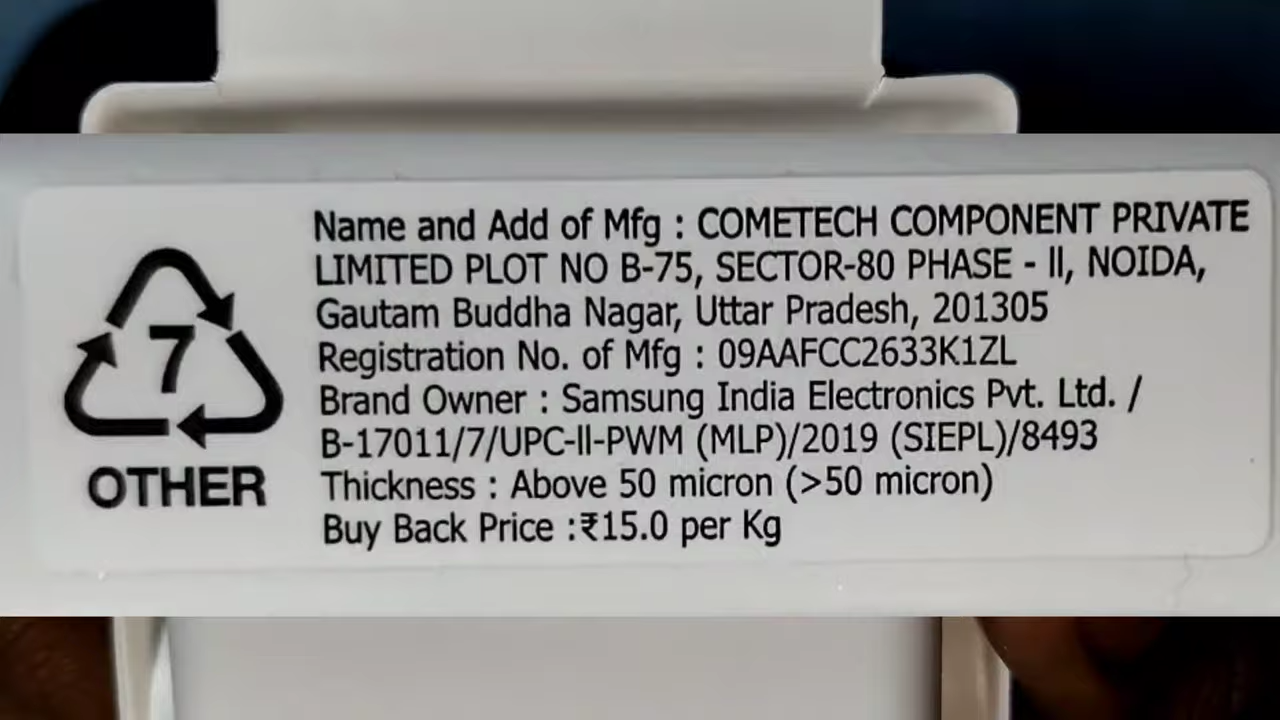 7
OTHER
Name and Add of Mfg : COMETECH COMPONENT PRIVATE
LIMITED PLOT NO B-75, SECTOR-80 PHASE - II, NOIDA,
Gautam Buddha Nagar, Uttar Pradesh, 201305
Registration No. of Mfg : 09AAFCC2633K1ZL
Brand Owner : Samsung India Electronics Pvt. Ltd. /
B-17011/7/UPC-II-PWM (MLP)/2019 (SIEPL)/8493
Thickness : Above 50 micron (>50 micron)
Buy Back Price :₹15.0 per Kg